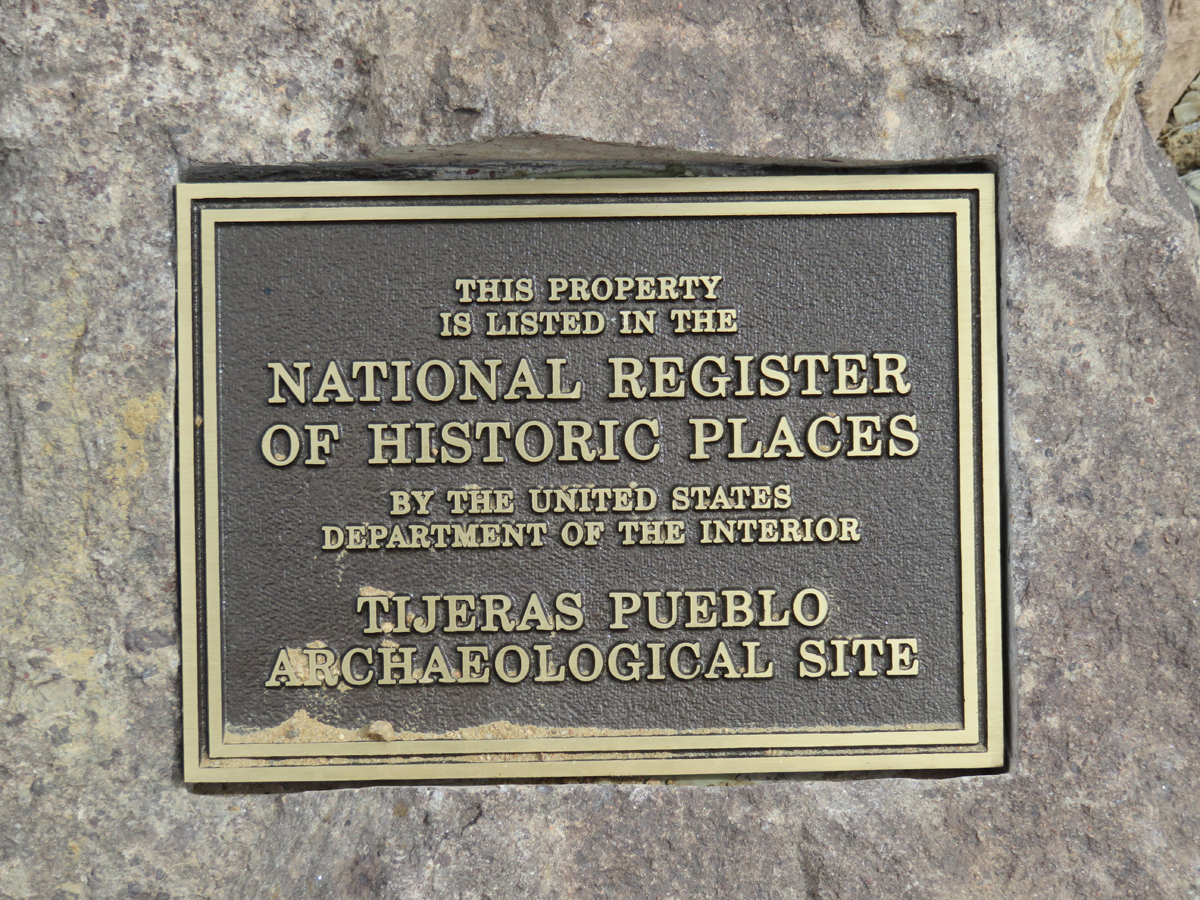 THIS PROPERTY
IS LISTED IN THE
NATIONAL REGISTER
OF HISTORIC PLACES
BY THE UNITED STATES
DEPARTMENT OF THE INTERIOR
TIJERAS PUEBLO
ARCHAEOLOGICAL SITE